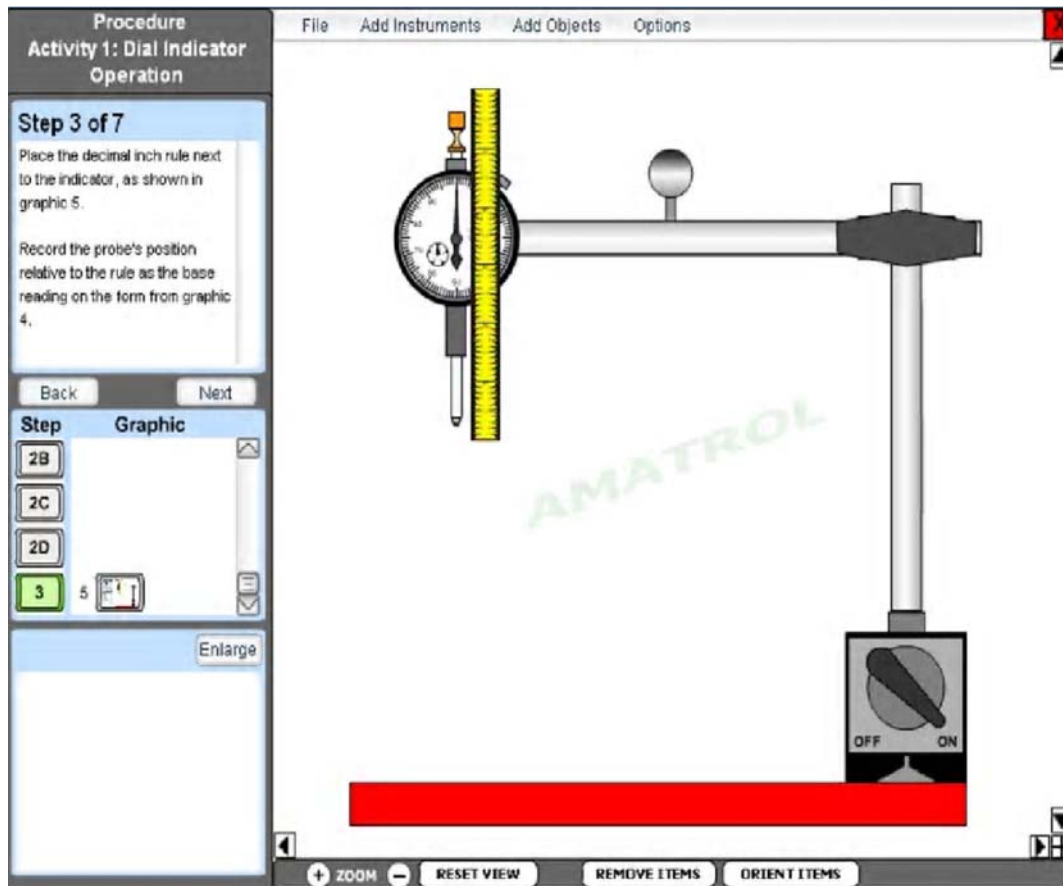 Procedure
Activity 1: Dial Indicator
Operation
File Add Instruments Add Objects Options
X
Step 3 of 7
Place the decimal inch rule next
to the indicator, as shown in
graphic 5.
Record the probe's position
relative to the rule as the base
reading on the form from graphic
4.
Back Next
Step Graphic
2B
2C
2D
3 5
Enlarge
AMATROL
OFF ON
+ ZOOM − RESET VIEW REMOVE ITEMS ORIENT ITEMS